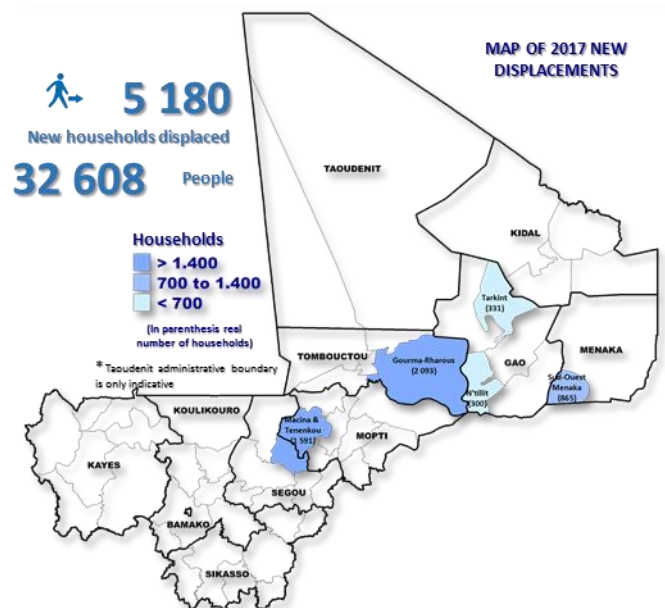 MAP OF 2017 NEW
DISPLACEMENTS
5 180
New households displaced
32 608 People
Households
> 1.400
700 to 1.400
< 700
(In parenthesis real
number of households)
* Taoudenit administrative boundary
is only indicative
TAOUDENIT
KIDAL
Tarkint
(331)
TOMBOUCTOU
Gourma-Rharous
(2 093)
GAO
MENAKA
N'tillit
(300)
Sud-Ouest
Menaka
(865)
KOULIKOURO
Macina &
Tenenkou
(1 591)
MOPTI
KAYES
SEGOU
BAMAKO
SIKASSO